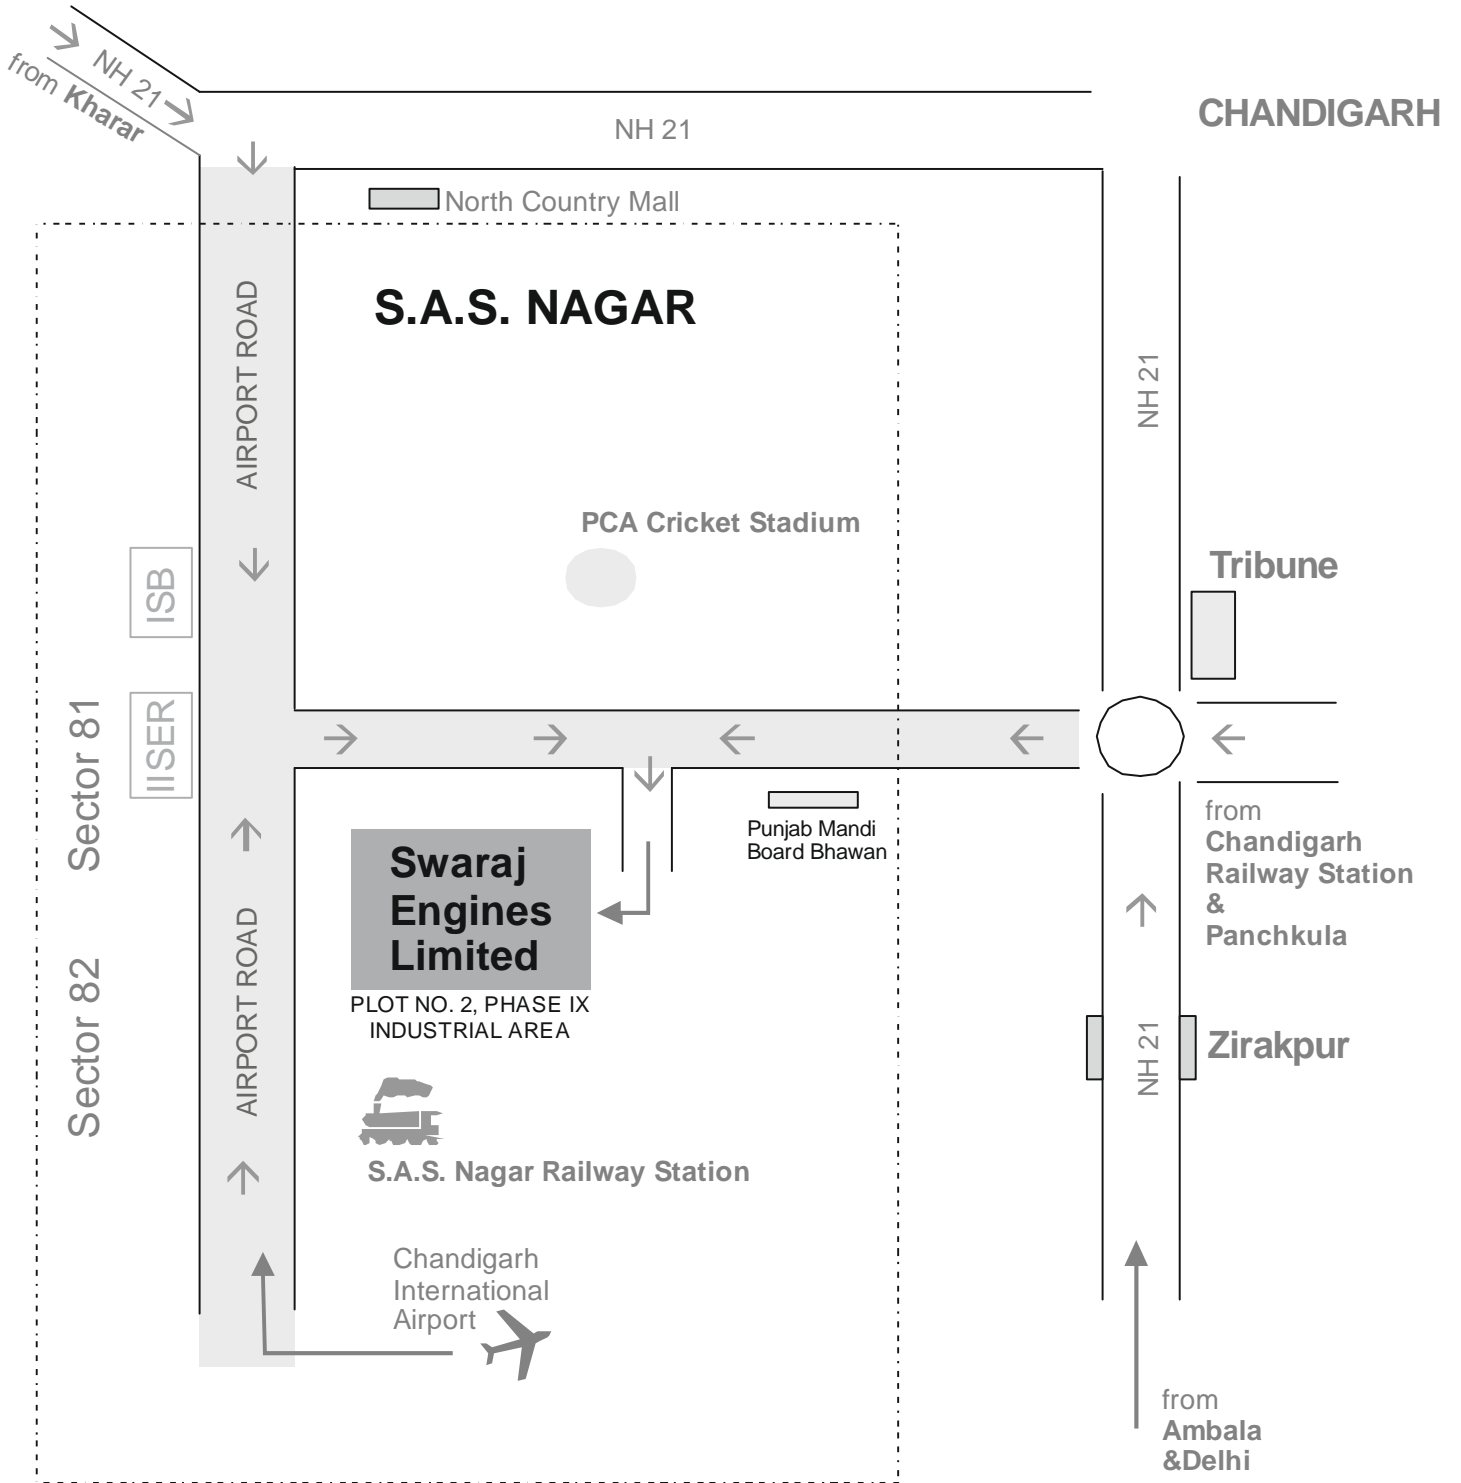 NH 21
from Kharar
NH 21
CHANDIGARH
North Country Mall
S.A.S. NAGAR
AIRPORT ROAD
NH 21
PCA Cricket Stadium
ISB
Tribune
IISER
Sector 81
Punjab Mandi
Board Bhawan
from
Chandigarh
Railway Station
&
Panchkula
Swaraj
Engines
Limited
PLOT NO. 2, PHASE IX
INDUSTRIAL AREA
AIRPORT ROAD
Sector 82
NH 21
Zirakpur
S.A.S. Nagar Railway Station
Chandigarh
International
Airport
from
Ambala
&Delhi